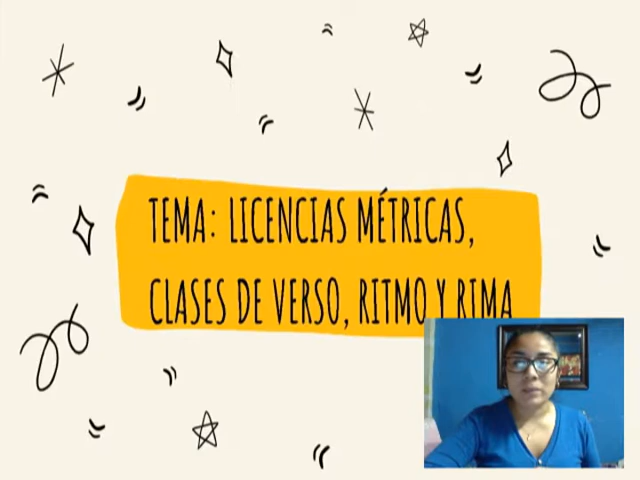 TEMA: LICENCIAS MÉTRICAS,
CLASES DE VERSO, RITMO Y RIMA